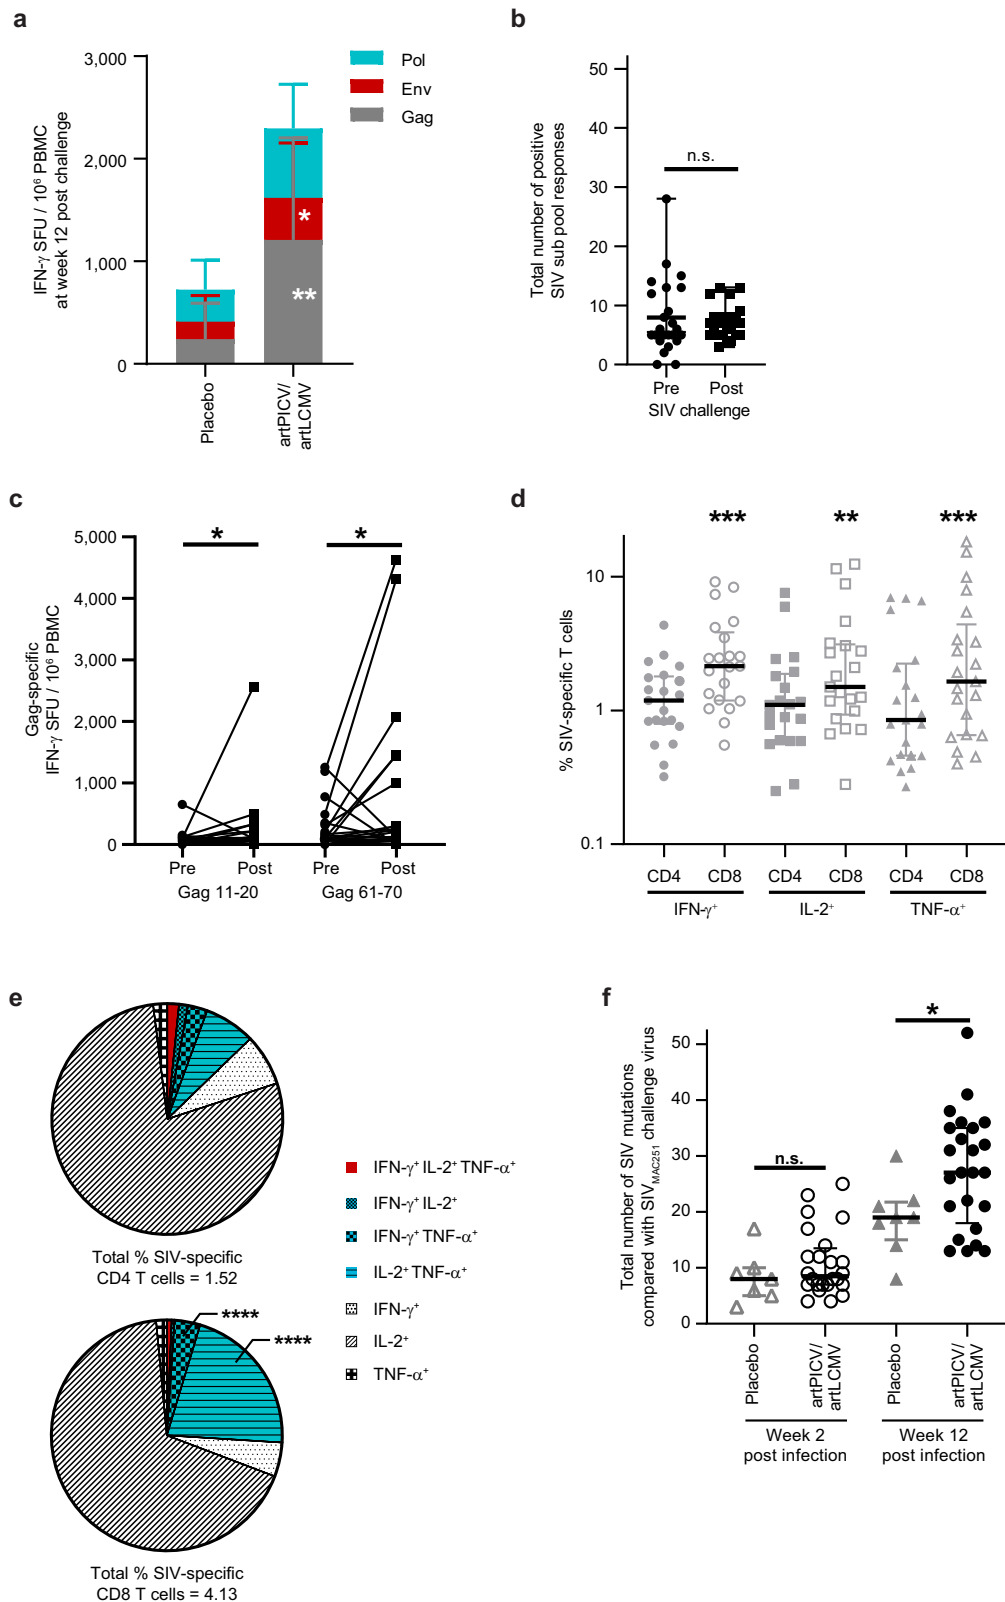 a
3,000
2,000
1,000
0
IFN-γ SFU / 10⁶ PBMC
at week 12 post challenge
Pol
Env
Gag
*
**
Placebo
artPICV/
artLCMV
b
50
40
30
20
10
0
Total number of positive
SIV sub pool responses
n.s.
Pre
Post
SIV challenge
c
5,000
4,000
3,000
2,000
1,000
0
Gag-specific
IFN-γ SFU / 10⁶ PBMC
*
*
Pre
Post
Pre
Post
Gag 11-20
Gag 61-70
d
10
1
0.1
% SIV-specific T cells
***
**
***
CD4
CD8
CD4
CD8
CD4
CD8
IFN-γ⁺
IL-2⁺
TNF-α⁺
e
Total % SIV-specific
CD4 T cells = 1.52
****
****
Total % SIV-specific
CD8 T cells = 4.13
IFN-γ⁺ IL-2⁺ TNF-α⁺
IFN-γ⁺ IL-2⁺
IFN-γ⁺ TNF-α⁺
IL-2⁺ TNF-α⁺
IFN-γ⁺
IL-2⁺
TNF-α⁺
f
50
40
30
20
10
0
Total number of SIV mutations
compared with SIV_MAC251 challenge virus
n.s.
*
Placebo
artPICV/
artLCMV
Placebo
artPICV/
artLCMV
Week 2
post infection
Week 12
post infection